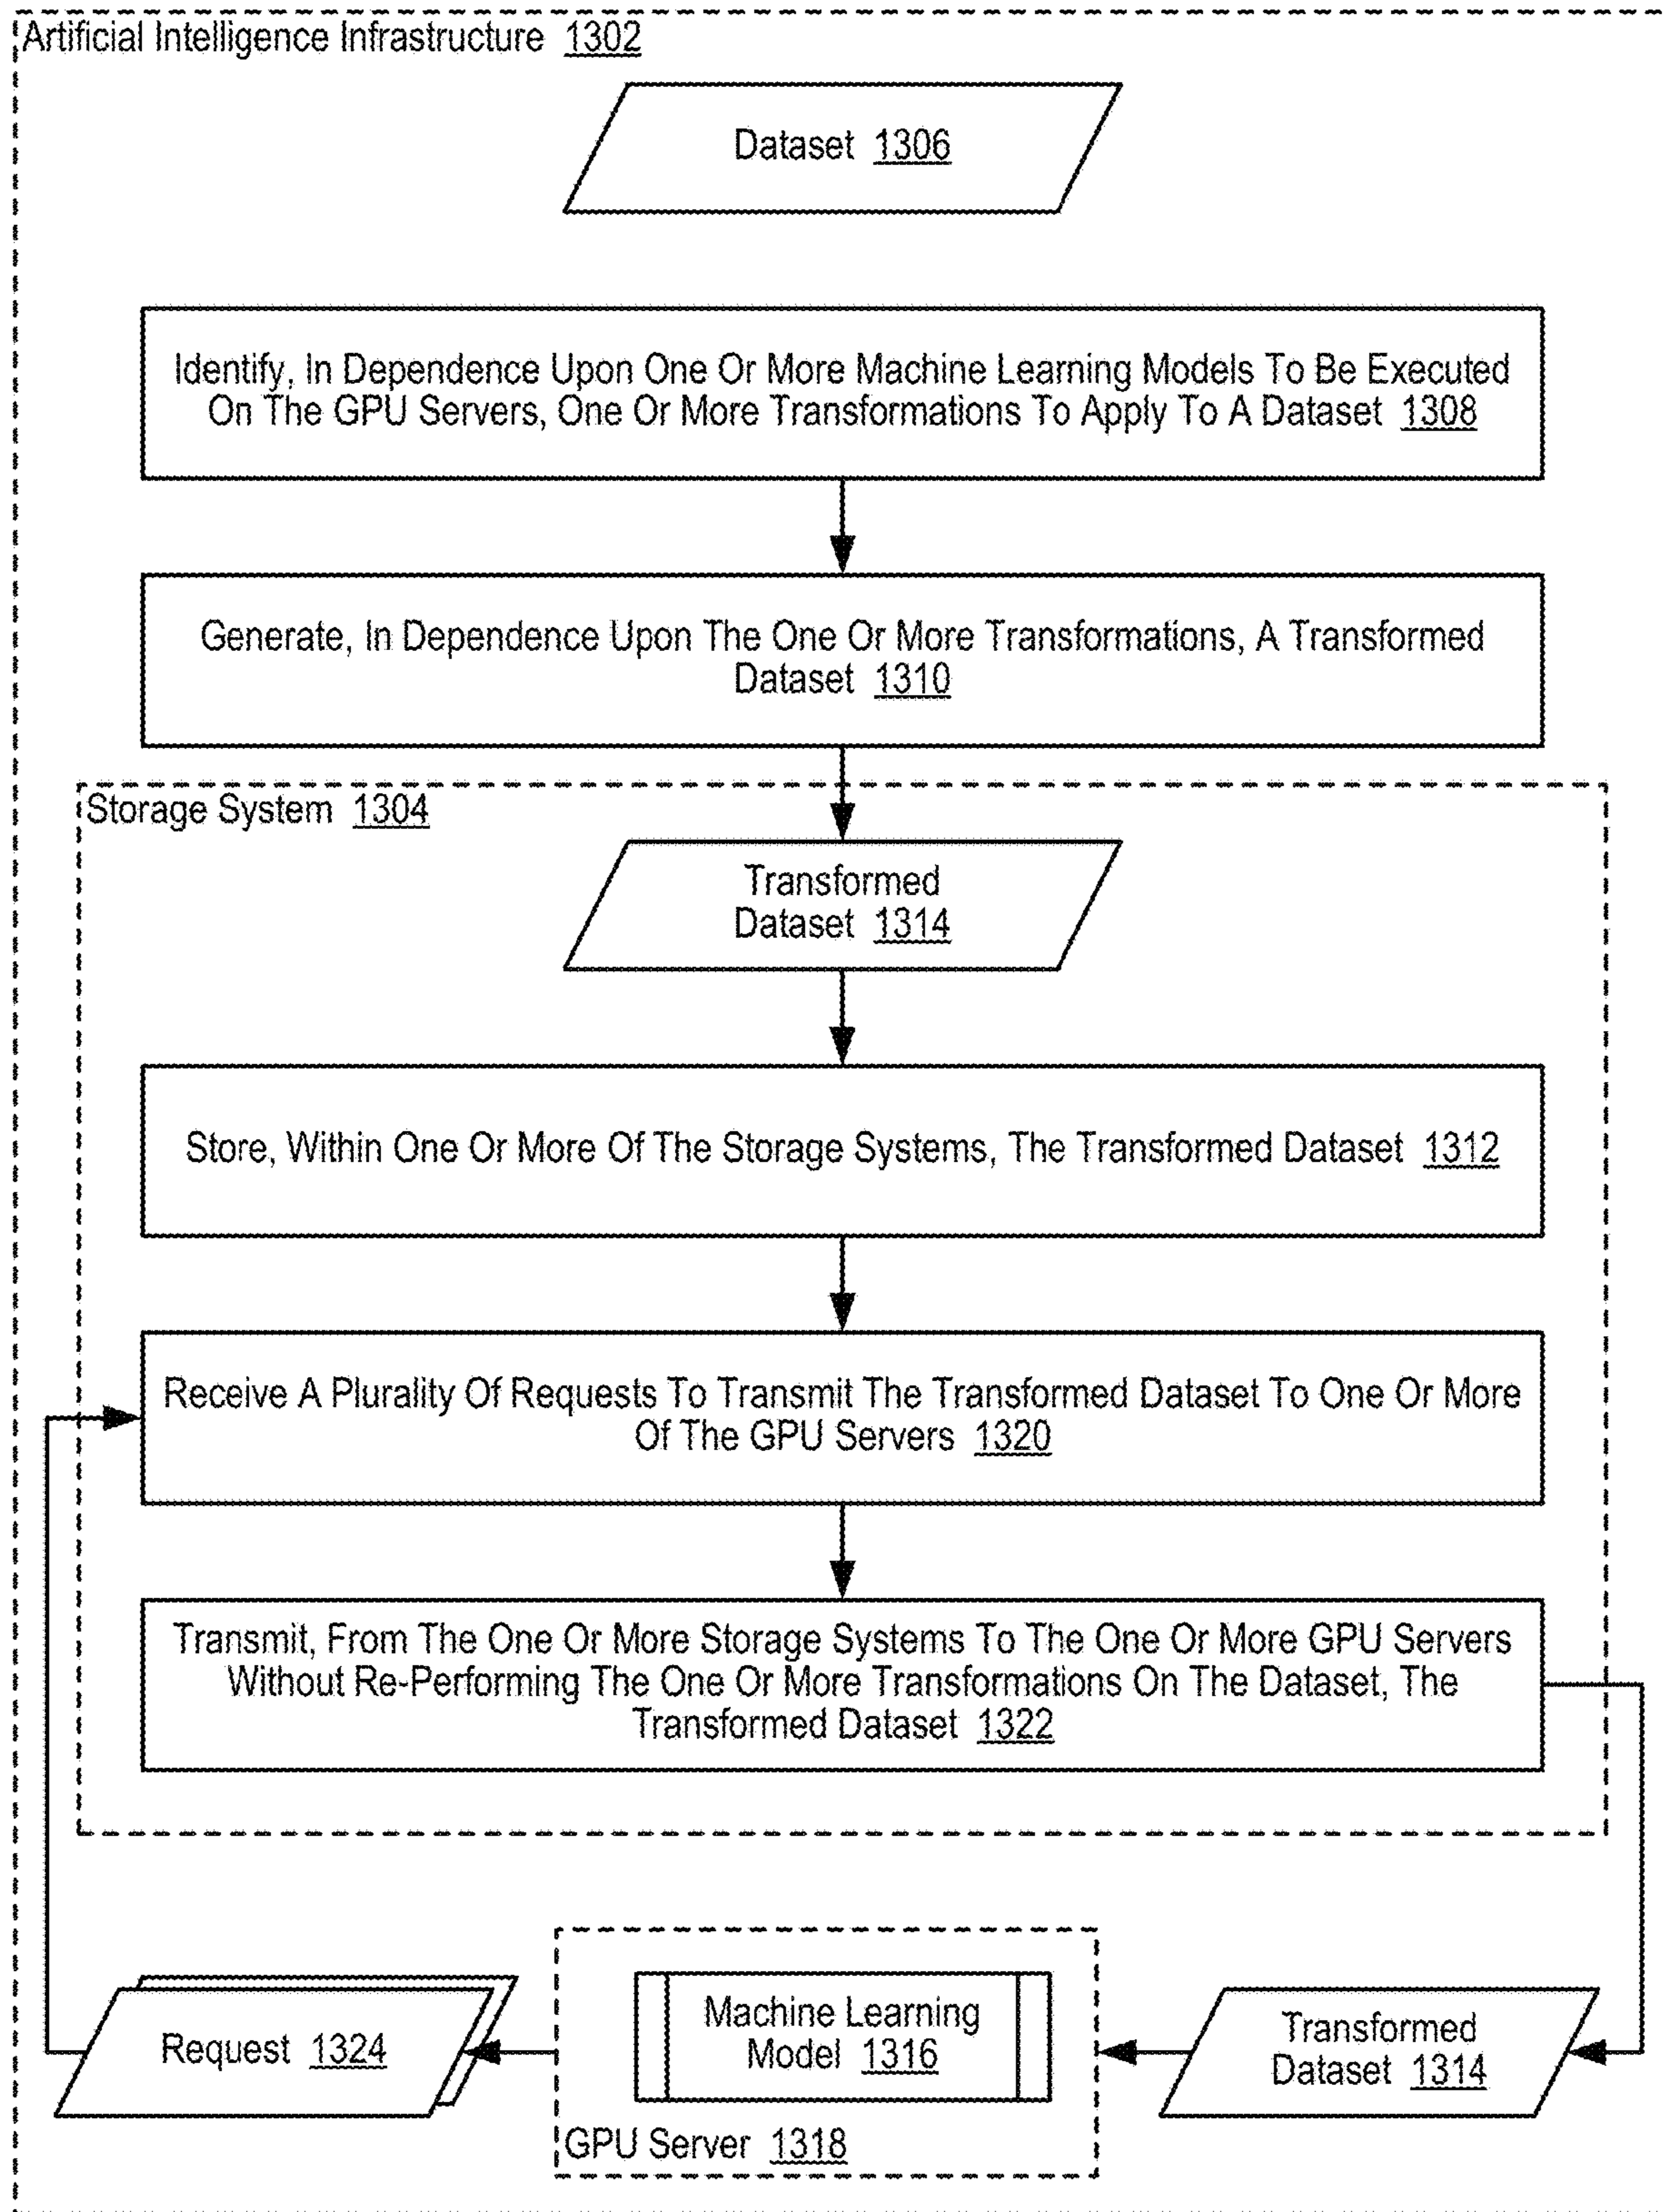 Artificial Intelligence Infrastructure 1302
Dataset 1306
Identify, In Dependence Upon One Or More Machine Learning Models To Be Executed
On The GPU Servers, One Or More Transformations To Apply To A Dataset 1308
Generate, In Dependence Upon The One Or More Transformations, A Transformed
Dataset 1310
Storage System 1304
Transformed
Dataset 1314
Store, Within One Or More Of The Storage Systems, The Transformed Dataset 1312
Receive A Plurality Of Requests To Transmit The Transformed Dataset To One Or More
Of The GPU Servers 1320
Transmit, From The One Or More Storage Systems To The One Or More GPU Servers
Without Re-Performing The One Or More Transformations On The Dataset, The
Transformed Dataset 1322
Request 1324
Machine Learning
Model 1316
GPU Server 1318
Transformed
Dataset 1314